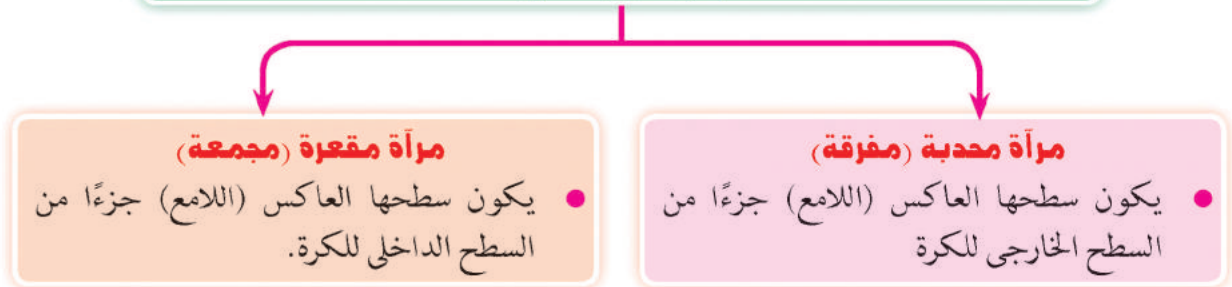 مرآة محدبة (مفرقة)
يكون سطحها العاكس (اللامع) جزءًا من
السطح الخارجى للكرة
مرآة مقعرة (مجمعة)
يكون سطحها العاكس (اللامع) جزءًا من
السطح الداخلى للكرة.